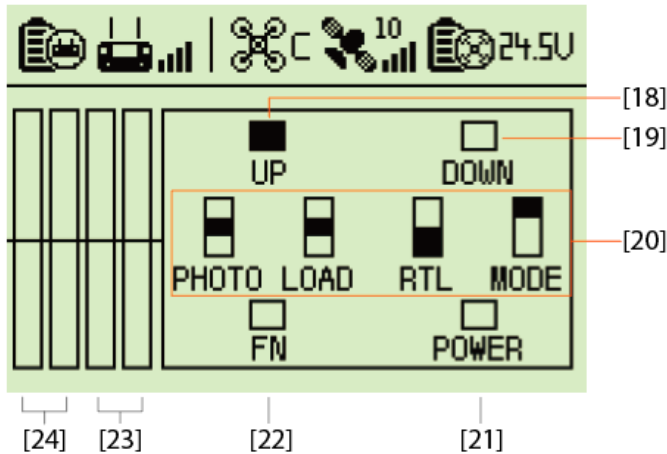 C 10 24.5V
[18]
[19]
UP DOWN
[20]
PHOTO LOAD RTL MODE
FN POWER
[24] [23] [22] [21]